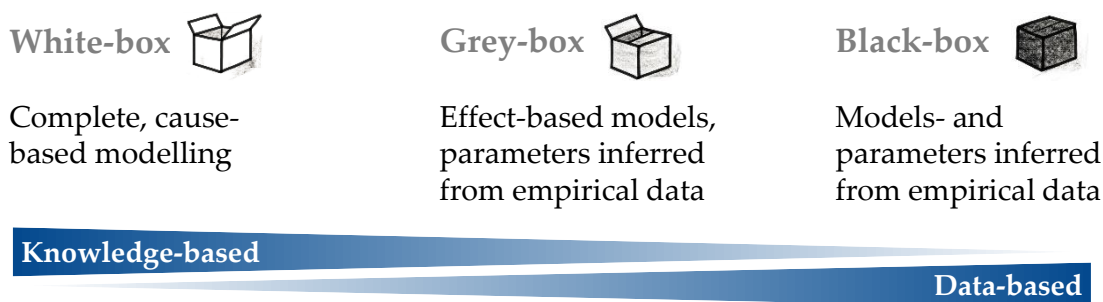 White-box
Complete, cause-
based modelling
Grey-box
Effect-based models,
parameters inferred
from empirical data
Black-box
Models- and
parameters inferred
from empirical data
Knowledge-based
Data-based